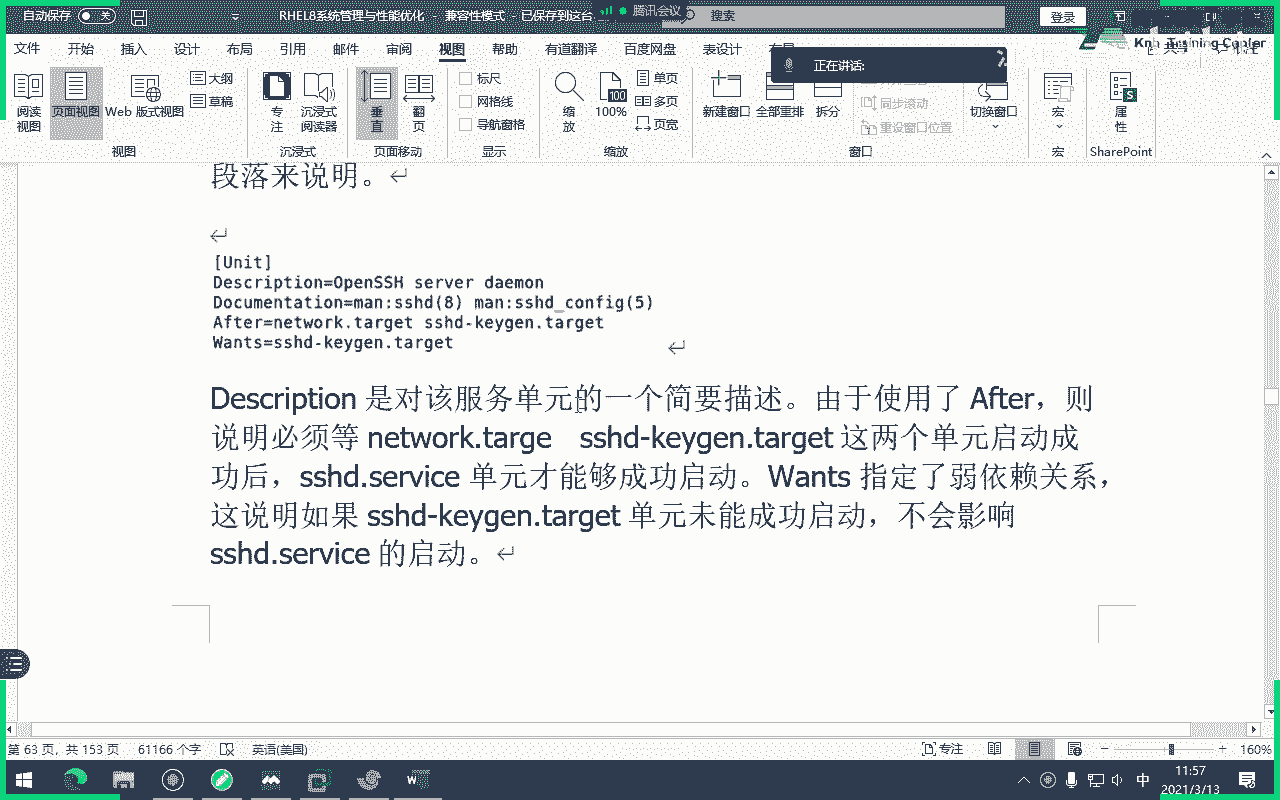 自动保存 关 RHEL8系统管理与性能优化 - 兼容性模式 - 已保存到这台 腾讯会议 搜索 登录
文件 开始 插入 设计 布局 引用 邮件 审阅 视图 帮助 有道翻译 百度网盘 表设计 布局 共享
Training Copier
正在讲话:
阅读视图 页面视图 Web 版式视图 大纲 草稿 专注 沉浸式阅读器 垂直 翻页 标尺 网格线 导航窗格 缩放 100% 单页 多页 页宽 新建窗口 全部重排 拆分 同步滚动 重设窗口位置 切换窗口 宏 属性
视图 沉浸式 页面移动 显示 缩放 窗口 宏 SharePoint
段落来说明。
[Unit]
Description=OpenSSH server daemon
Documentation=man:sshd(8) man:sshd_config(5)
After=network.target sshd-keygen.target
Wants=sshd-keygen.target
Description 是对该服务单元的一个简要描述。由于使用了 After，则
说明必须等 network.targe sshd-keygen.target 这两个单元启动成
功后，sshd.service 单元才能够成功启动。Wants 指定了弱依赖关系，
这说明如果 sshd-keygen.target 单元未能成功启动，不会影响
sshd.service 的启动。
第 63 页，共 153 页 61166 个字 英语(美国) 专注 160%
中 11:57
2021/3/13